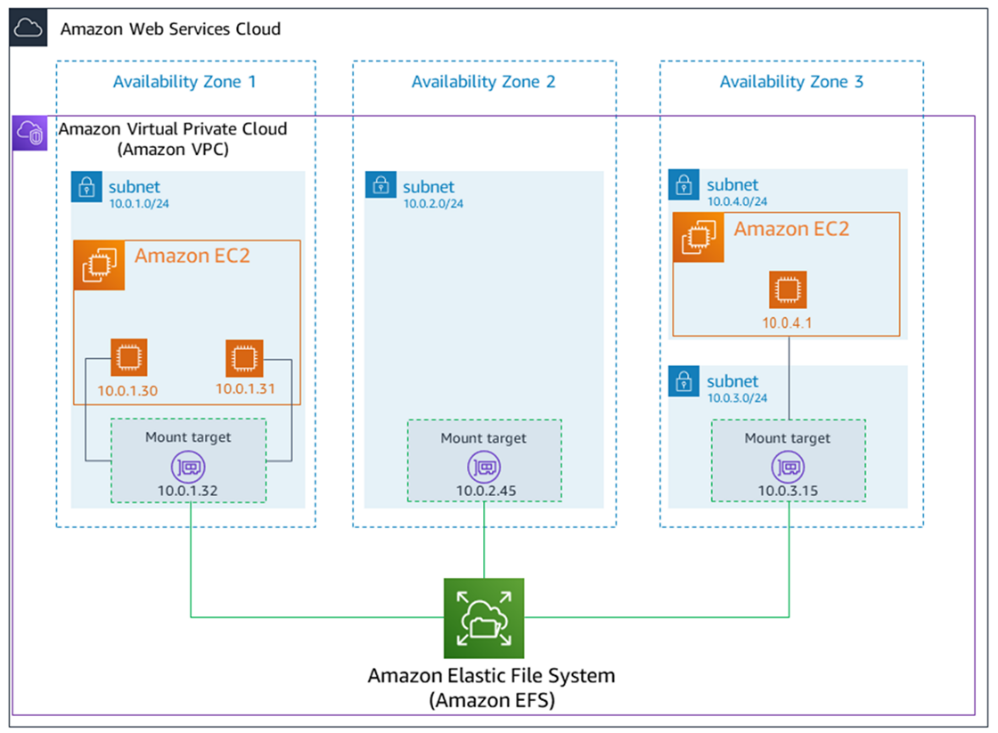 Amazon Web Services Cloud
Availability Zone 1
Availability Zone 2
Availability Zone 3
Amazon Virtual Private Cloud
(Amazon VPC)
subnet
10.0.1.0/24
Amazon EC2
10.0.1.30
10.0.1.31
Mount target
10.0.1.32
subnet
10.0.2.0/24
Mount target
10.0.2.45
subnet
10.0.4.0/24
Amazon EC2
10.0.4.1
subnet
10.0.3.0/24
Mount target
10.0.3.15
Amazon Elastic File System
(Amazon EFS)